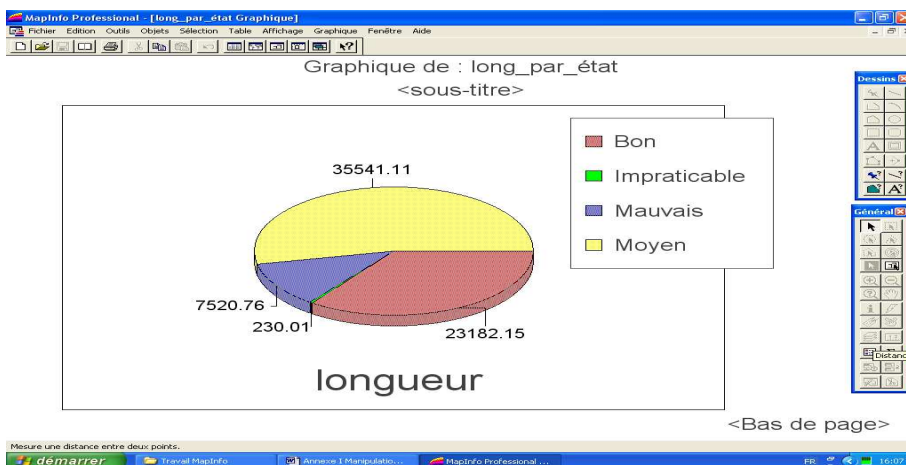 MapInfo Professional - [long_par_état Graphique]
Fichier Edition Outils Objets Sélection Table Affichage Graphique Fenêtre Aide
Graphique de : long_par_état
<sous-titre>
Dessins
Bon
35541.11
Impraticable
Mauvais
Général
Moyen
7520.76
230.01
23182.15
Distanc
longueur
<Bas de page>
Mesure une distance entre deux points.
démarrer Travail MapInfo Annexe I Manipulatio... MapInfo Professional ... FR 16:07